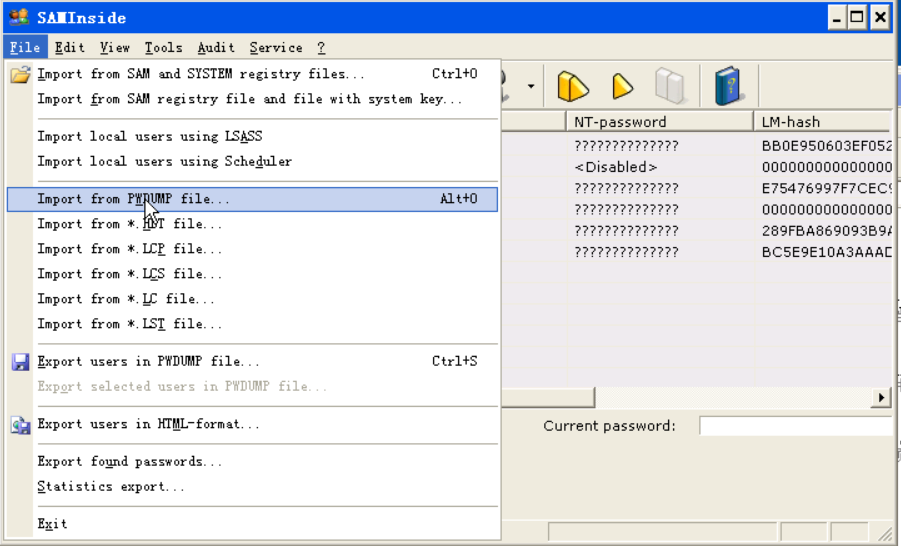 SAMInside
File Edit View Tools Audit Service ?
Import from SAM and SYSTEM registry files... Ctrl+O
Import from SAM registry file and file with system key...
Import local users using LSASS
Import local users using Scheduler
Import from PWDUMP file... Alt+O
Import from *.HDT file...
Import from *.LCP file...
Import from *.LCS file...
Import from *.LC file...
Import from *.LST file...
Export users in PWDUMP file... Ctrl+S
Export selected users in PWDUMP file...
Export users in HTML-format...
Export found passwords...
Statistics export...
Exit
NT-password LM-hash
?????????????? BB0E950603EF052
<Disabled> 000000000000000
?????????????? E75476997F7CEC
?????????????? 000000000000000
?????????????? 289FBA869093B9
?????????????? BC5E9E10A3AAAD
Current password: